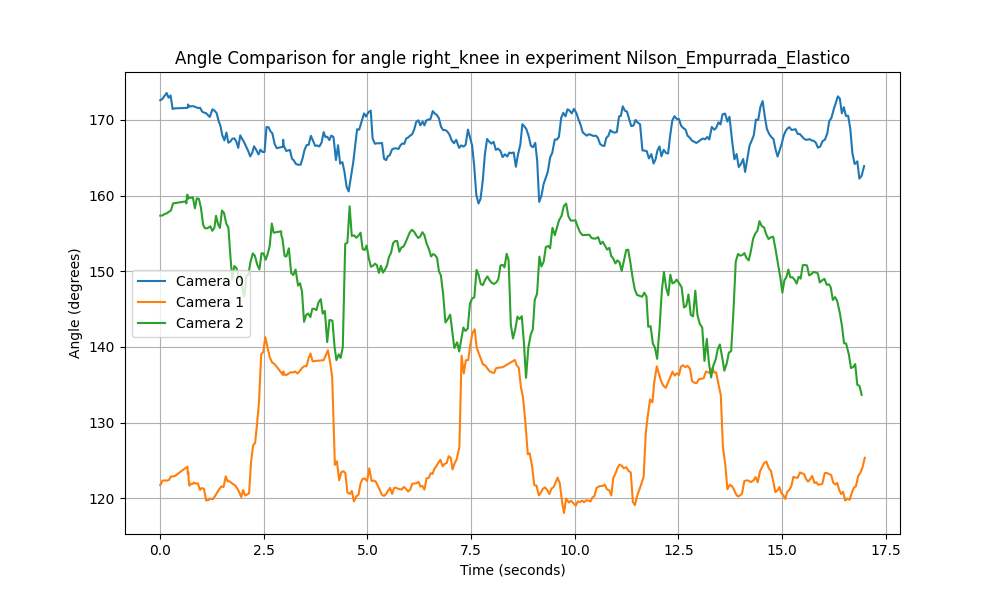 Angle Comparison for angle right_knee in experiment Nilson_Empurrada_Elastico
Angle (degrees)
170
160
150
140
130
120
Camera 0
Camera 1
Camera 2
0.0 2.5 5.0 7.5 10.0 12.5 15.0 17.5
Time (seconds)